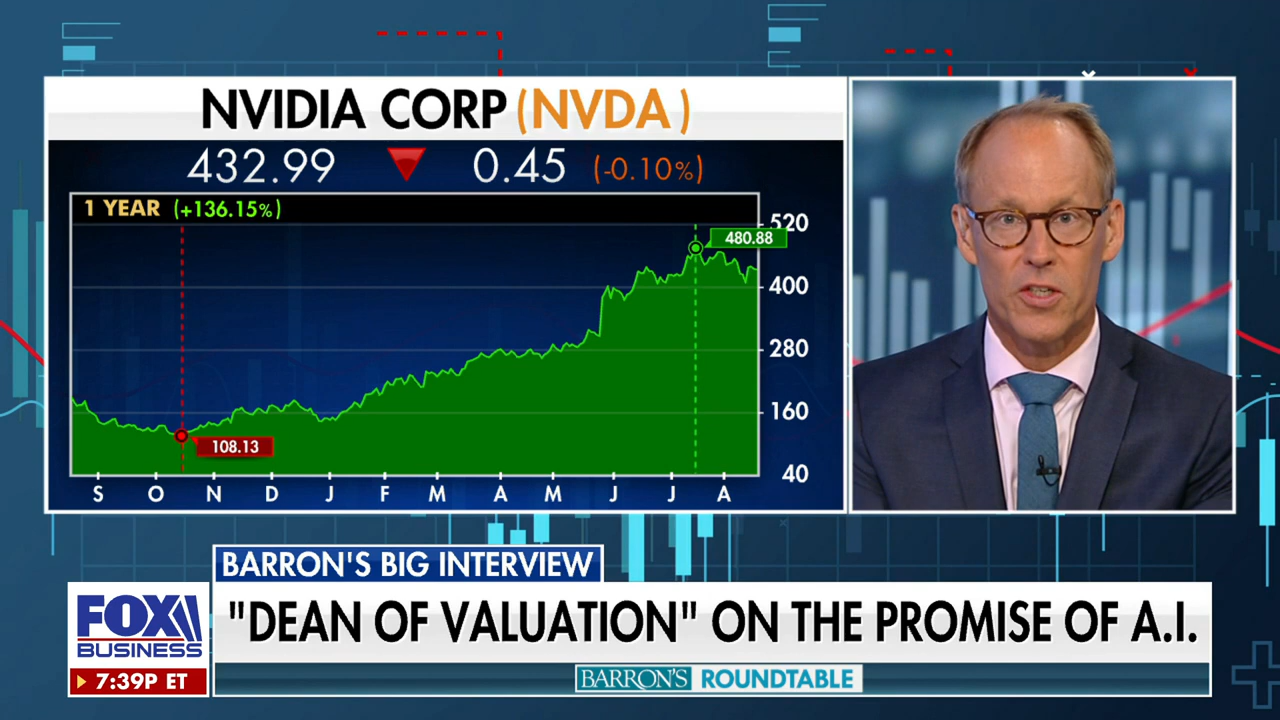 NVIDIA CORP (NVDA)
432.99 ▼ 0.45 (-0.10%)
1 YEAR (+136.15%)
520
480.88
400
280
160
108.13
40
S O N D J F M A M J J A
BARRON'S BIG INTERVIEW
"DEAN OF VALUATION" ON THE PROMISE OF A.I.
FOX
BUSINESS
7:39P ET
BARRON'S ROUNDTABLE